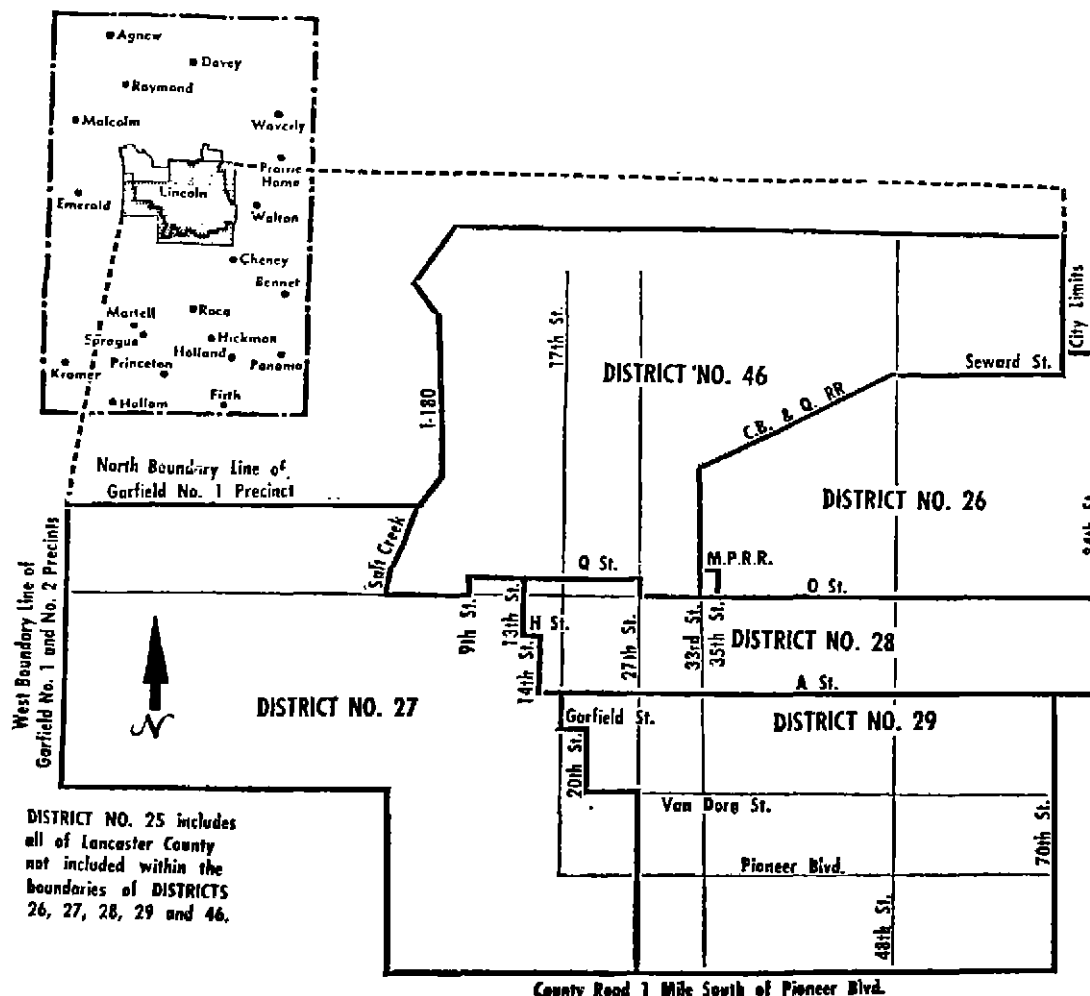 Agnew
Davey
Raymond
Malcolm
Waverly
Prairie
Home
Lincoln
Emerald
Walton
Cheney
Bennet
Martell
Roca
Sprague
Hickman
Holland
Kramer
Princeton
Panama
Hallam
Firth
City Limits
17th St.
Seward St.
DISTRICT NO. 46
C.B. & Q. RR
I-180
North Boundary Line of
Garfield No. 1 Precinct
DISTRICT NO. 26
84th St.
Salt Creek
M.P.R.R.
Q St.
O St.
9th St.
13th St.
H St.
14th St.
27th St.
33rd St.
35th St.
DISTRICT NO. 28
A St.
West Boundary Line of
Garfield No. 1 and No. 2 Precints
N
DISTRICT NO. 27
Garfield St.
DISTRICT NO. 29
20th St.
Van Dorn St.
70th St.
DISTRICT NO. 25 includes
all of Lancaster County
not included within the
boundaries of DISTRICTS
26, 27, 28, 29 and 46.
Pioneer Blvd.
48th St.
County Road 1 Mile South of Pioneer Blvd.